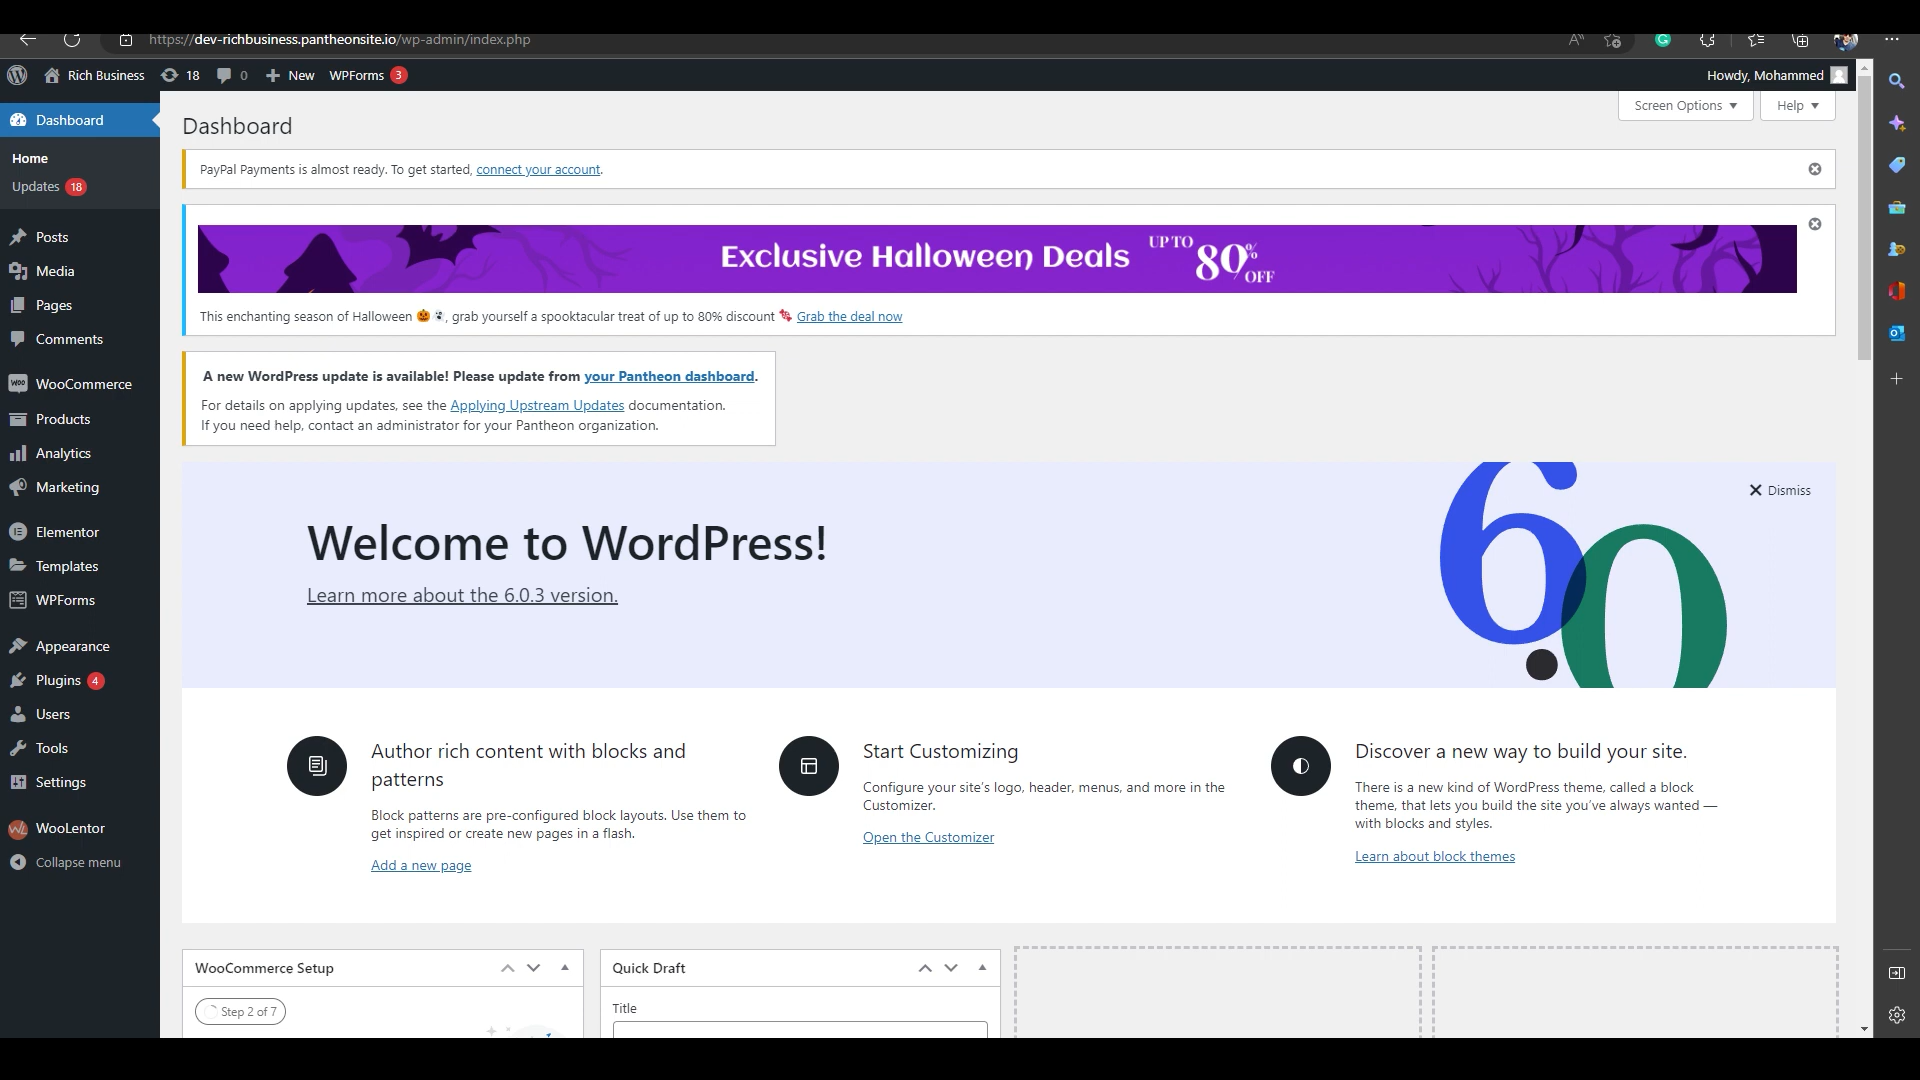 https://dev-richbusiness.pantheonsite.io/wp-admin/index.php
Rich Business 18 0 New WPForms 3
Howdy, Mohammed
Dashboard
Home
Updates 18
Posts
Media
Pages
Comments
WooCommerce
Products
Analytics
Marketing
Elementor
Templates
WPForms
Appearance
Plugins 4
Users
Tools
Settings
WooLentor
Collapse menu
Screen Options
Help
Dashboard
PayPal Payments is almost ready. To get started, connect your account.
Exclusive Halloween Deals UP TO 80% OFF
This enchanting season of Halloween 🎃 👻, grab yourself a spooktacular treat of up to 80% discount 🍬 Grab the deal now
A new WordPress update is available! Please update from your Pantheon dashboard.
For details on applying updates, see the Applying Upstream Updates documentation.
If you need help, contact an administrator for your Pantheon organization.
Dismiss
6.0
Welcome to WordPress!
Learn more about the 6.0.3 version.
Author rich content with blocks and
patterns
Block patterns are pre-configured block layouts. Use them to
get inspired or create new pages in a flash.
Add a new page
Start Customizing
Configure your site's logo, header, menus, and more in the
Customizer.
Open the Customizer
Discover a new way to build your site.
There is a new kind of WordPress theme, called a block
theme, that lets you build the site you've always wanted —
with blocks and styles.
Learn about block themes
WooCommerce Setup
Step 2 of 7
Quick Draft
Title